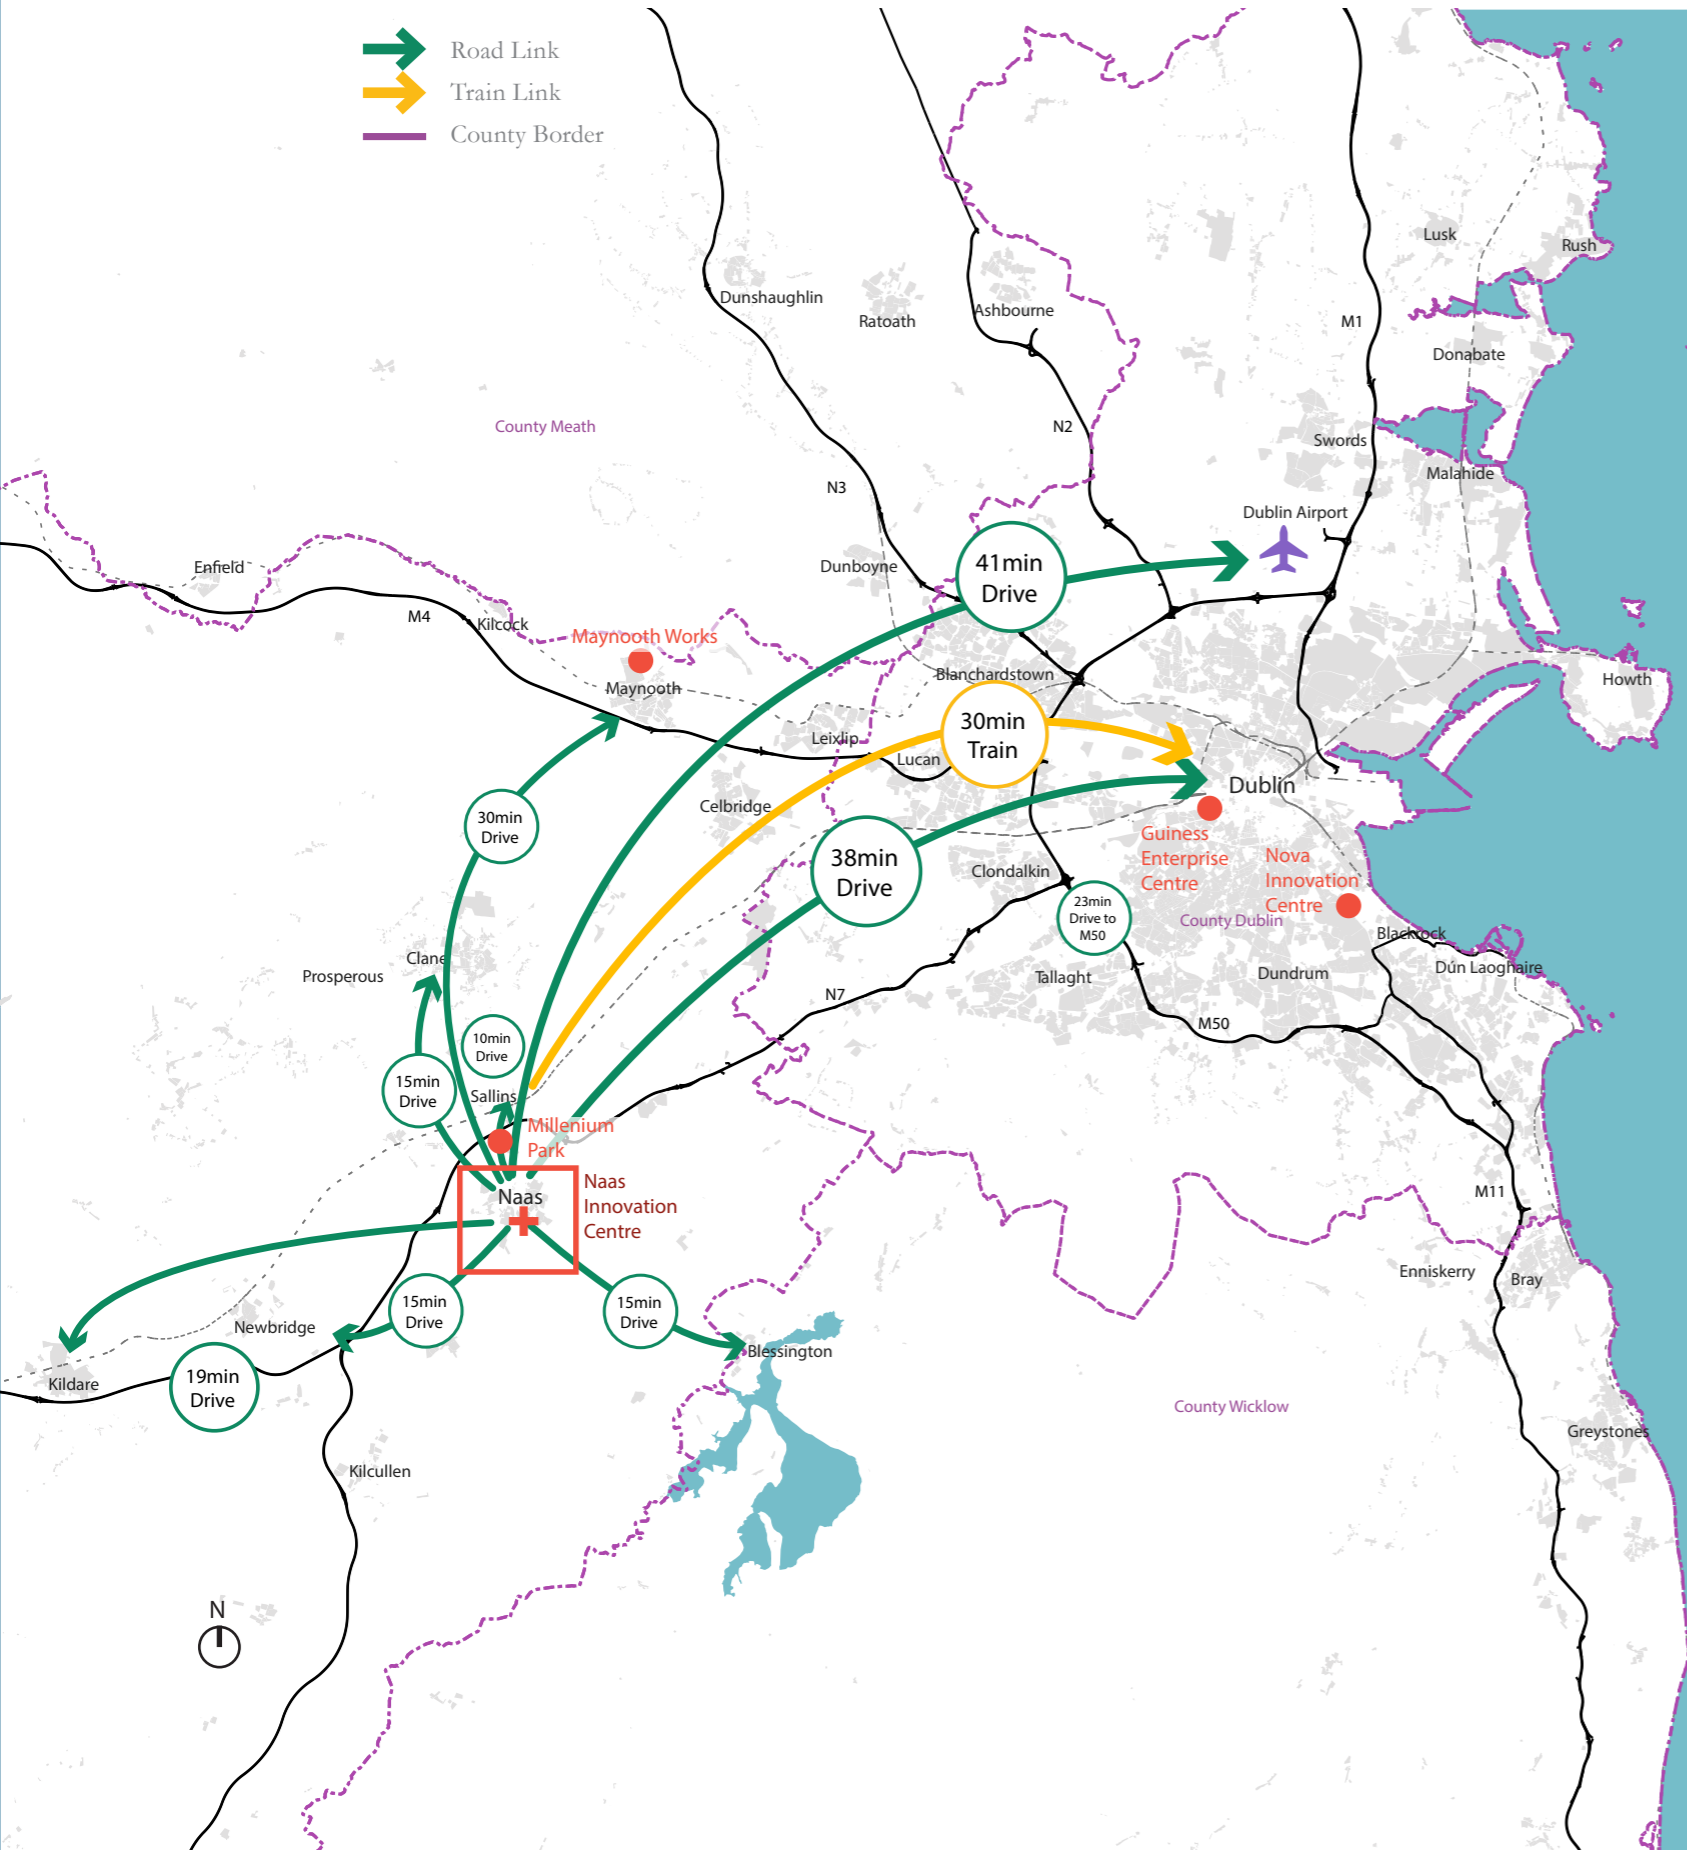 Road Link
Train Link
County Border
Lusk
Rush
Dunshaughlin
Ratoath
Ashbourne
M1
Donabate
County Meath
N2
Swords
Malahide
N3
Dublin Airport
41min
Drive
Enfield
Dunboyne
M4
Kilcock
Maynooth Works
Maynooth
Blanchardstown
Howth
30min
Train
Leixlip
Lucan
Dublin
Celbridge
30min
Drive
38min
Drive
Guiness
Enterprise
Centre
Nova
Innovation
Centre
Clondalkin
23min
Drive to
M50
County Dublin
Blackrock
Clane
Prosperous
Tallaght
Dundrum
Dún Laoghaire
N7
M50
10min
Drive
15min
Drive
Sallins
Millenium
Park
Naas
Naas
Innovation
Centre
M11
Enniskerry
Bray
15min
Drive
15min
Drive
Newbridge
Blessington
Kildare
19min
Drive
County Wicklow
Greystones
Kilcullen
N